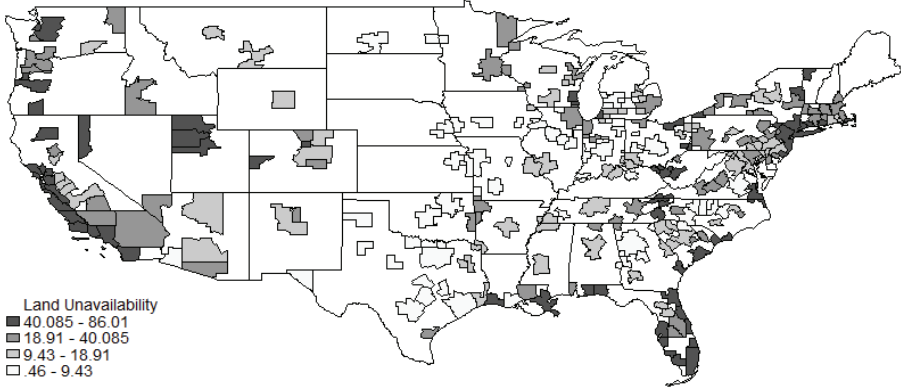 Land Unavailability
40.085 - 86.01
18.91 - 40.085
9.43 - 18.91
.46 - 9.43